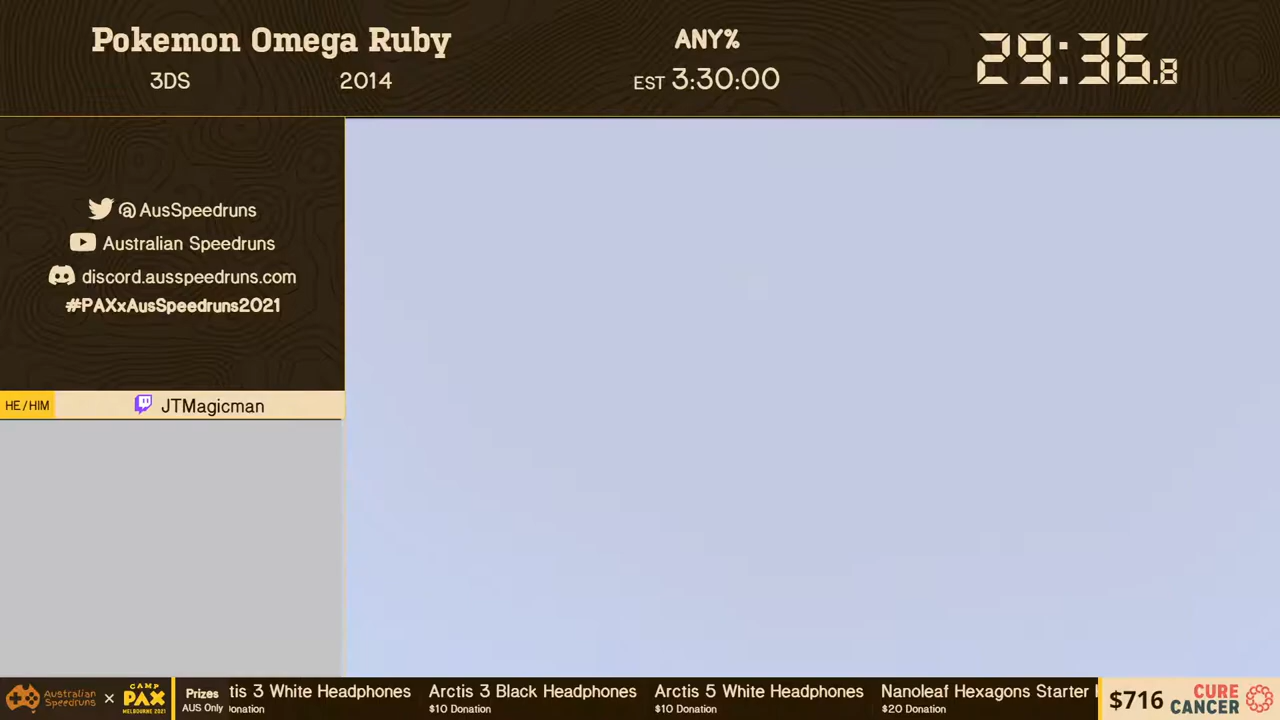 Pokemon Omega Ruby
3DS 2014
ANY%
EST 3:30:00
29:36.8
@AusSpeedruns
Australian Speedruns
discord.ausspeedruns.com
#PAXxAusSpeedruns2021
HE/HIM JTMagicman
Australian Speedruns × CAMP PAX MELBOURNE 2021
Prizes
AUS Only
tis 3 White Headphones
onation
Arctis 3 Black Headphones
$10 Donation
Arctis 5 White Headphones
$10 Donation
Nanoleaf Hexagons Starter
$20 Donation
$716 CURE CANCER